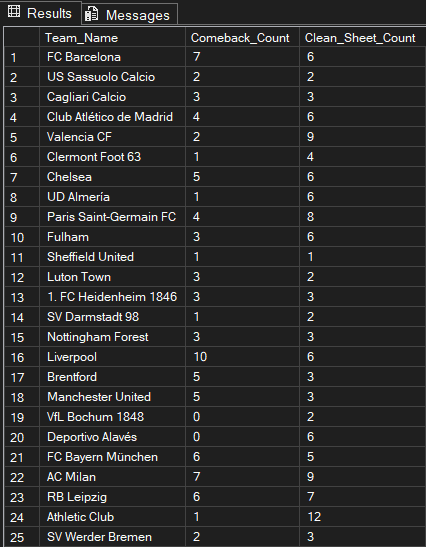 Results Messages
Team_Name Comeback_Count Clean_Sheet_Count
1 FC Barcelona 7 6
2 US Sassuolo Calcio 2 2
3 Cagliari Calcio 3 3
4 Club Atlético de Madrid 4 6
5 Valencia CF 2 9
6 Clermont Foot 63 1 4
7 Chelsea 5 6
8 UD Almería 1 6
9 Paris Saint-Germain FC 4 8
10 Fulham 3 6
11 Sheffield United 1 1
12 Luton Town 3 2
13 1. FC Heidenheim 1846 3 3
14 SV Darmstadt 98 1 2
15 Nottingham Forest 3 3
16 Liverpool 10 6
17 Brentford 5 3
18 Manchester United 5 3
19 VfL Bochum 1848 0 2
20 Deportivo Alavés 0 6
21 FC Bayern München 6 5
22 AC Milan 7 9
23 RB Leipzig 6 7
24 Athletic Club 1 12
25 SV Werder Bremen 2 3